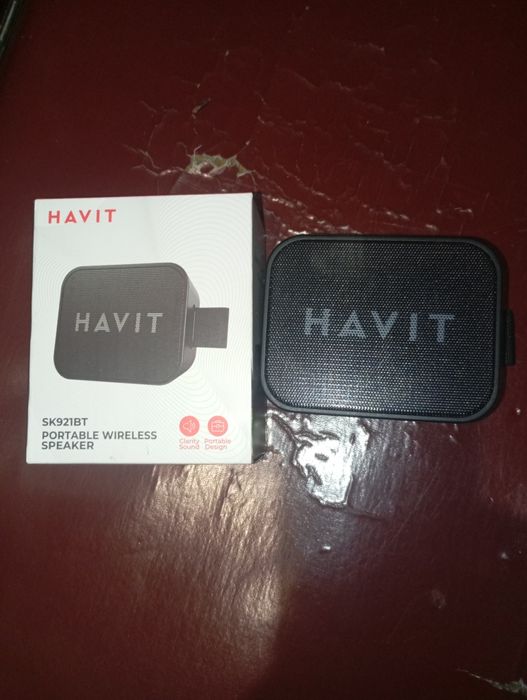 HAVIT
HAVIT
SK921BT
PORTABLE WIRELESS
SPEAKER
Clarity
Sound
Portable
Design
HAVIT